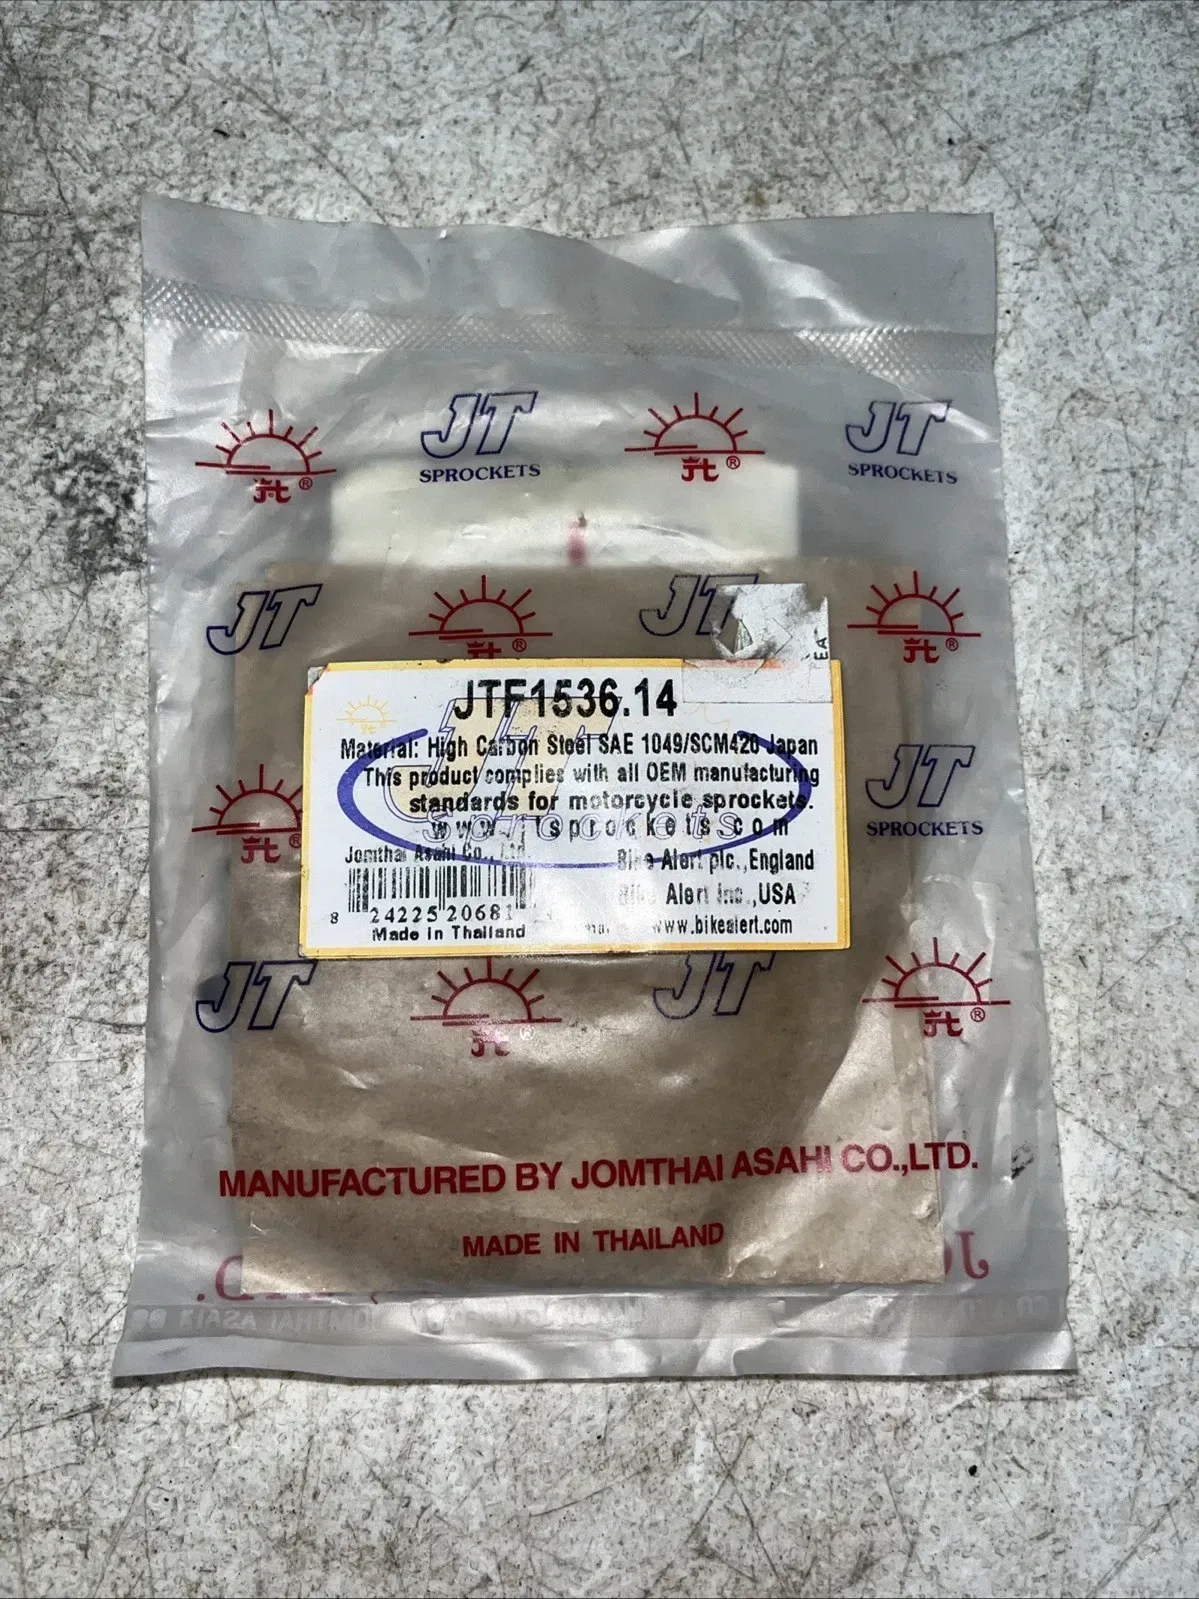 JT JT
SPROCKETS SPROCKETS
JT JT
JTF1536.14
Material: High Carbon Steel SAE 1049/SCM420 Japan
This product complies with all OEM manufacturing
standards for motorcycle sprockets.
www.JTsprockets.com
Jomthai Asahi Co., Ltd. Bike Alert plc.,England
Bike Alert Inc.,USA
8 24225 20681
Made in Thailand www.bikealert.com
JT
SPROCKETS
JT JT
MANUFACTURED BY JOMTHAI ASAHI CO.,LTD.
MADE IN THAILAND